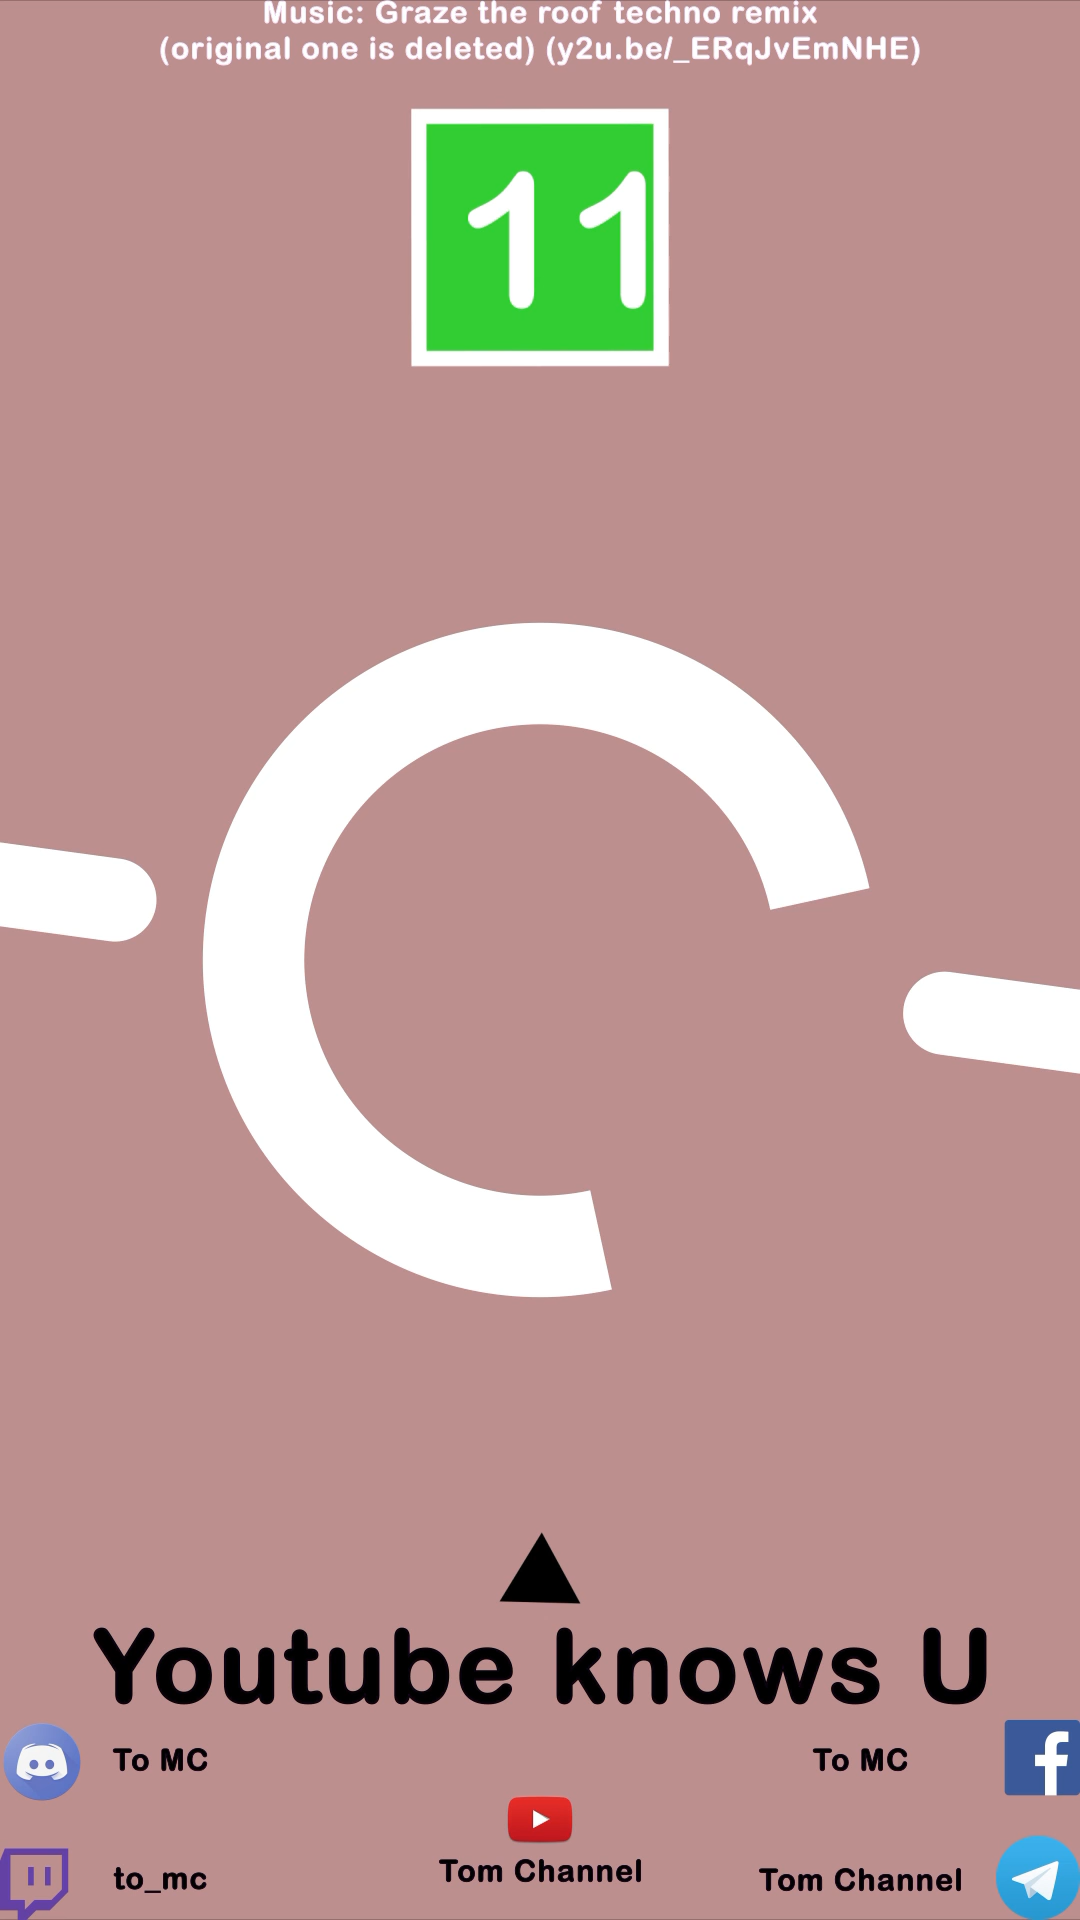 Music: Graze the roof techno remix
(original one is deleted) (y2u.be/_ERqJvEmNHE)
11
Youtube knows U
To MC
To MC
Tom Channel
to_mc
Tom Channel